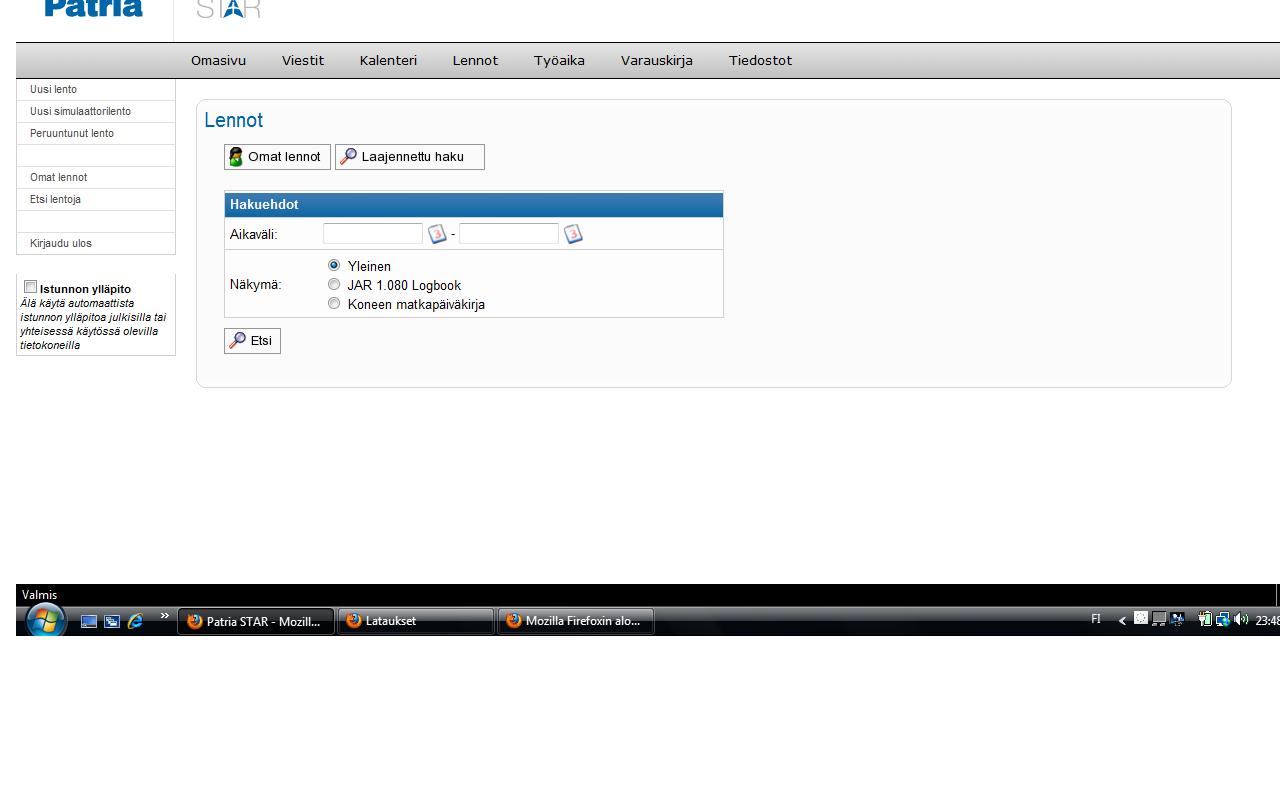 Patria STAR
Omasivu Viestit Kalenteri Lennot Työaika Varauskirja Tiedostot
Uusi lento
Uusi simulaattorilento
Peruuntunut lento
Omat lennot
Etsi lentoja
Kirjaudu ulos
Istunnon ylläpito
Älä käytä automaattista
istunnon ylläpitoa julkisilla tai
yhteisessä käytössä olevilla
tietokoneilla
Lennot
Omat lennot Laajennettu haku
Hakuehdot
Aikaväli: 3 - 3
Näkymä:
Yleinen
JAR 1.080 Logbook
Koneen matkapäiväkirja
Etsi
Valmis
» Patria STAR - Mozill... Lataukset Mozilla Firefoxin alo... FI < 23:48